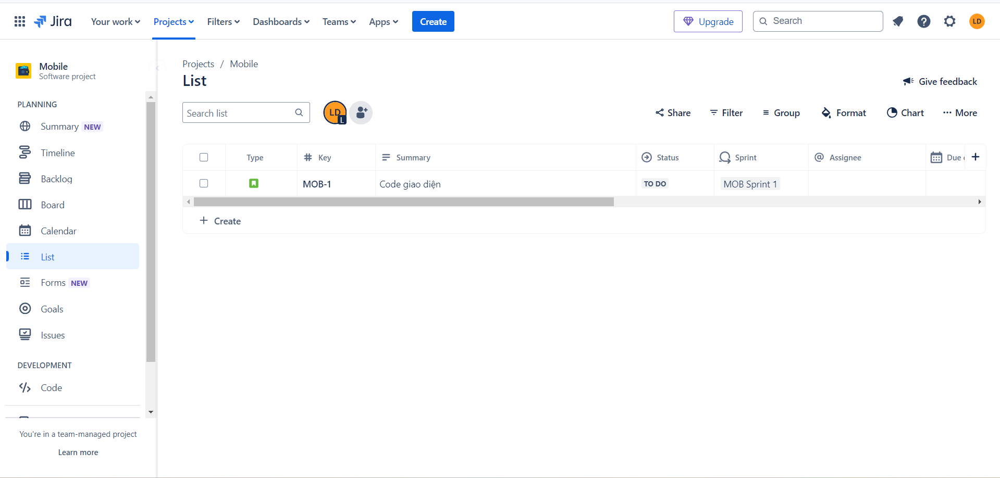 Jira Your work Projects Filters Dashboards Teams Apps Create Upgrade Search LD
Mobile
Software project
PLANNING
Summary NEW
Timeline
Backlog
Board
Calendar
List
Forms NEW
Goals
Issues
DEVELOPMENT
Code
You're in a team-managed project
Learn more
Projects / Mobile
List
Give feedback
Search list LD L Share Filter Group Format Chart More
Type Key Summary Status Sprint Assignee Due
MOB-1 Code giao diện TO DO MOB Sprint 1
Create